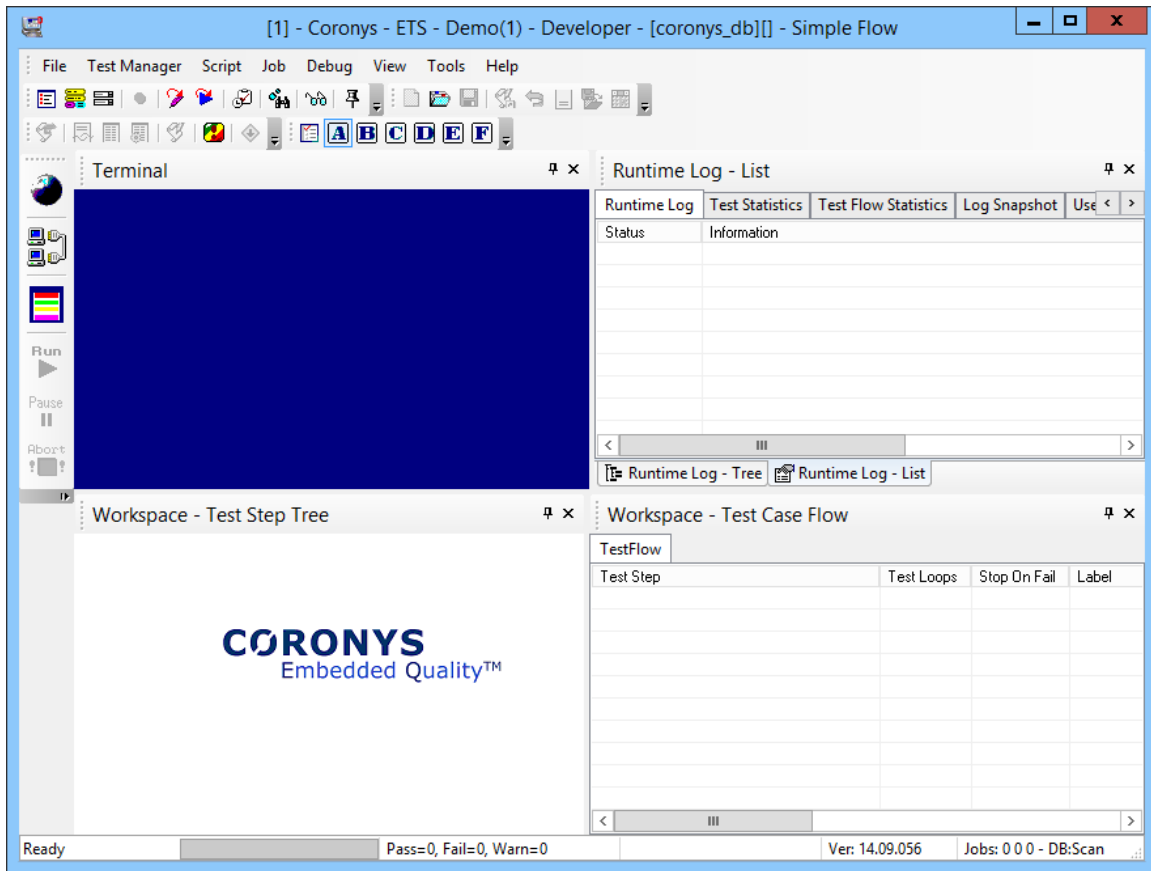 [1] - Coronys - ETS - Demo(1) - Developer - [coronys_db][] - Simple Flow
File Test Manager Script Job Debug View Tools Help
A B C D E F
Terminal
Runtime Log - List
Runtime Log Test Statistics Test Flow Statistics Log Snapshot Use
Status Information
Run
Pause
Abort
Runtime Log - Tree Runtime Log - List
Workspace - Test Step Tree
Workspace - Test Case Flow
TestFlow
Test Step Test Loops Stop On Fail Label
CORONYS
Embedded Quality™
Ready Pass=0, Fail=0, Warn=0 Ver: 14.09.056 Jobs: 0 0 0 - DB:Scan